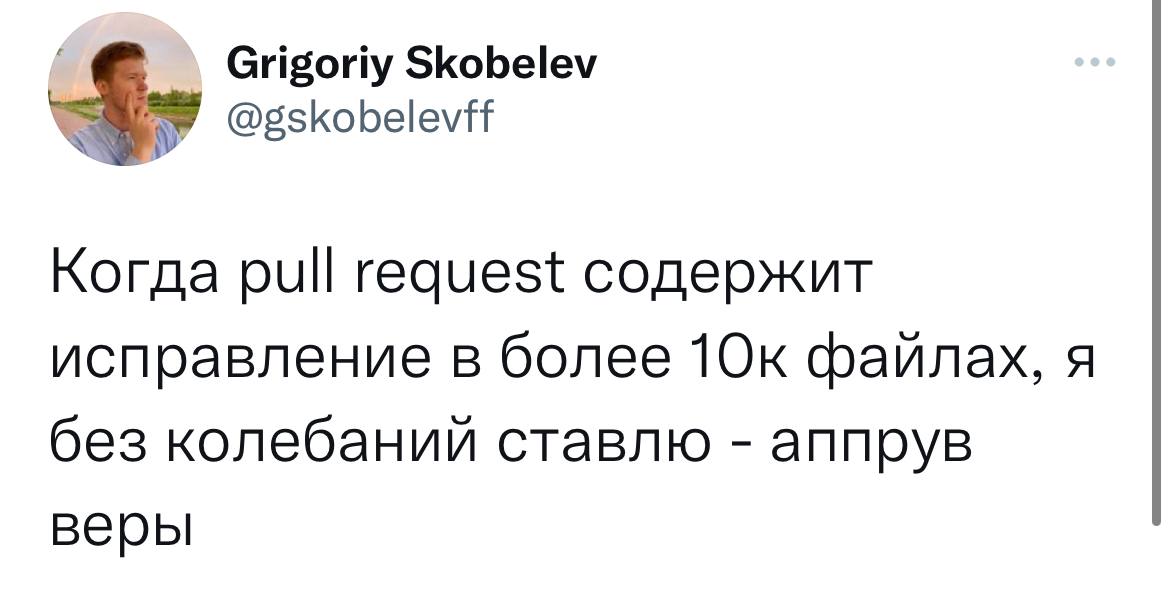 Grigoriy Skobelev
@gskobelevff
Когда pull request содержит
исправление в более 10к файлах, я
без колебаний ставлю - аппрув
веры